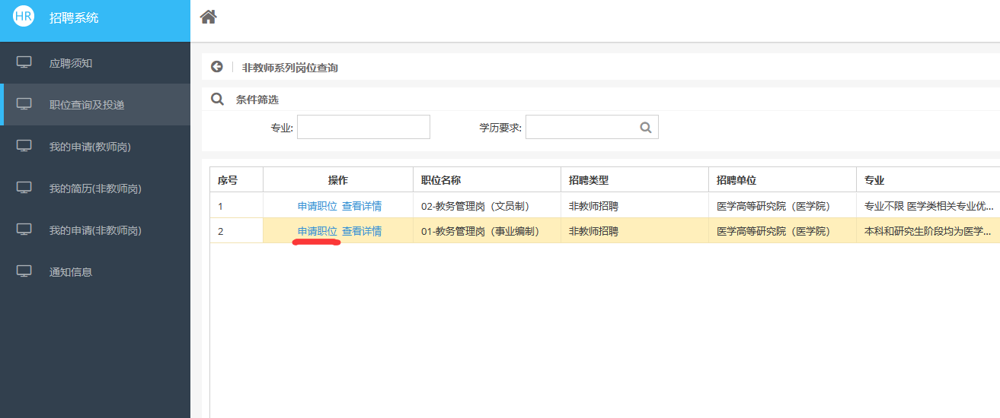 HR 招聘系统
应聘须知
职位查询及投递
我的申请(教师岗)
我的简历(非教师岗)
我的申请(非教师岗)
通知信息
非教师系列岗位查询
条件筛选
专业: 学历要求:
序号 操作 职位名称 招聘类型 招聘单位 专业
1 申请职位 查看详情 02-教务管理岗（文员制） 非教师招聘 医学高等研究院（医学院） 专业不限 医学类相关专业优...
2 申请职位 查看详情 01-教务管理岗（事业编制） 非教师招聘 医学高等研究院（医学院） 本科和研究生阶段均为医学...